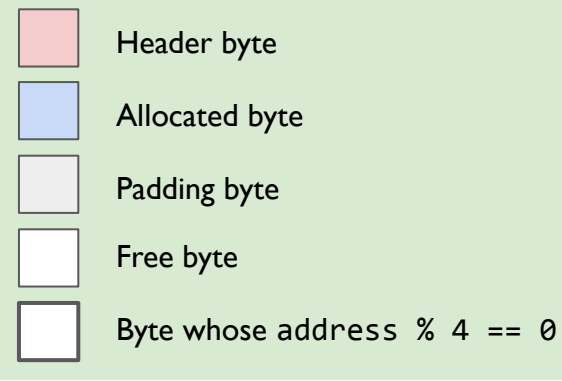 Header byte
Allocated byte
Padding byte
Free byte
Byte whose address % 4 == 0